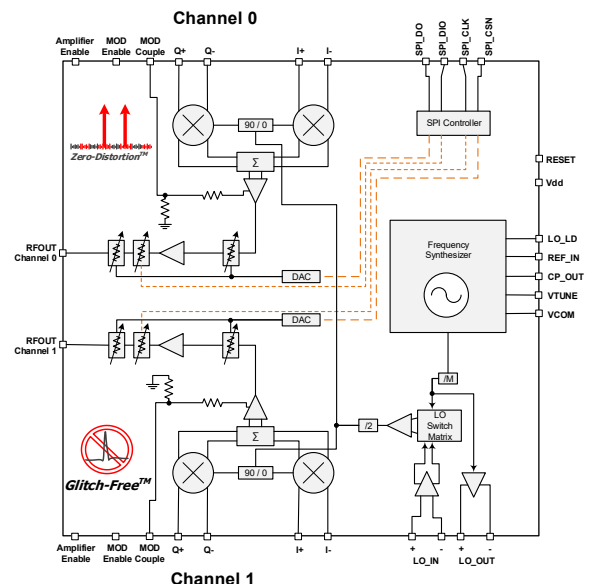 Channel 0
Amplifier
Enable
MOD
Enable
MOD
Couple
Q+
Q-
I+
I-
SPI_DO
SPI_DIO
SPI_CLK
SPI_CSN
90 / 0
SPI Controller
Zero-Distortion™
Σ
RESET
Vdd
RFOUT
Channel 0
Frequency
Synthesizer
LO_LD
REF_IN
CP_OUT
VTUNE
VCOM
DAC
DAC
RFOUT
Channel 1
/M
LO
Switch
Matrix
/2
Σ
90 / 0
Glitch-Free™
Amplifier
Enable
MOD
Enable
MOD
Couple
Q+
Q-
I+
I-
+
-
LO_IN
+
-
LO_OUT
Channel 1